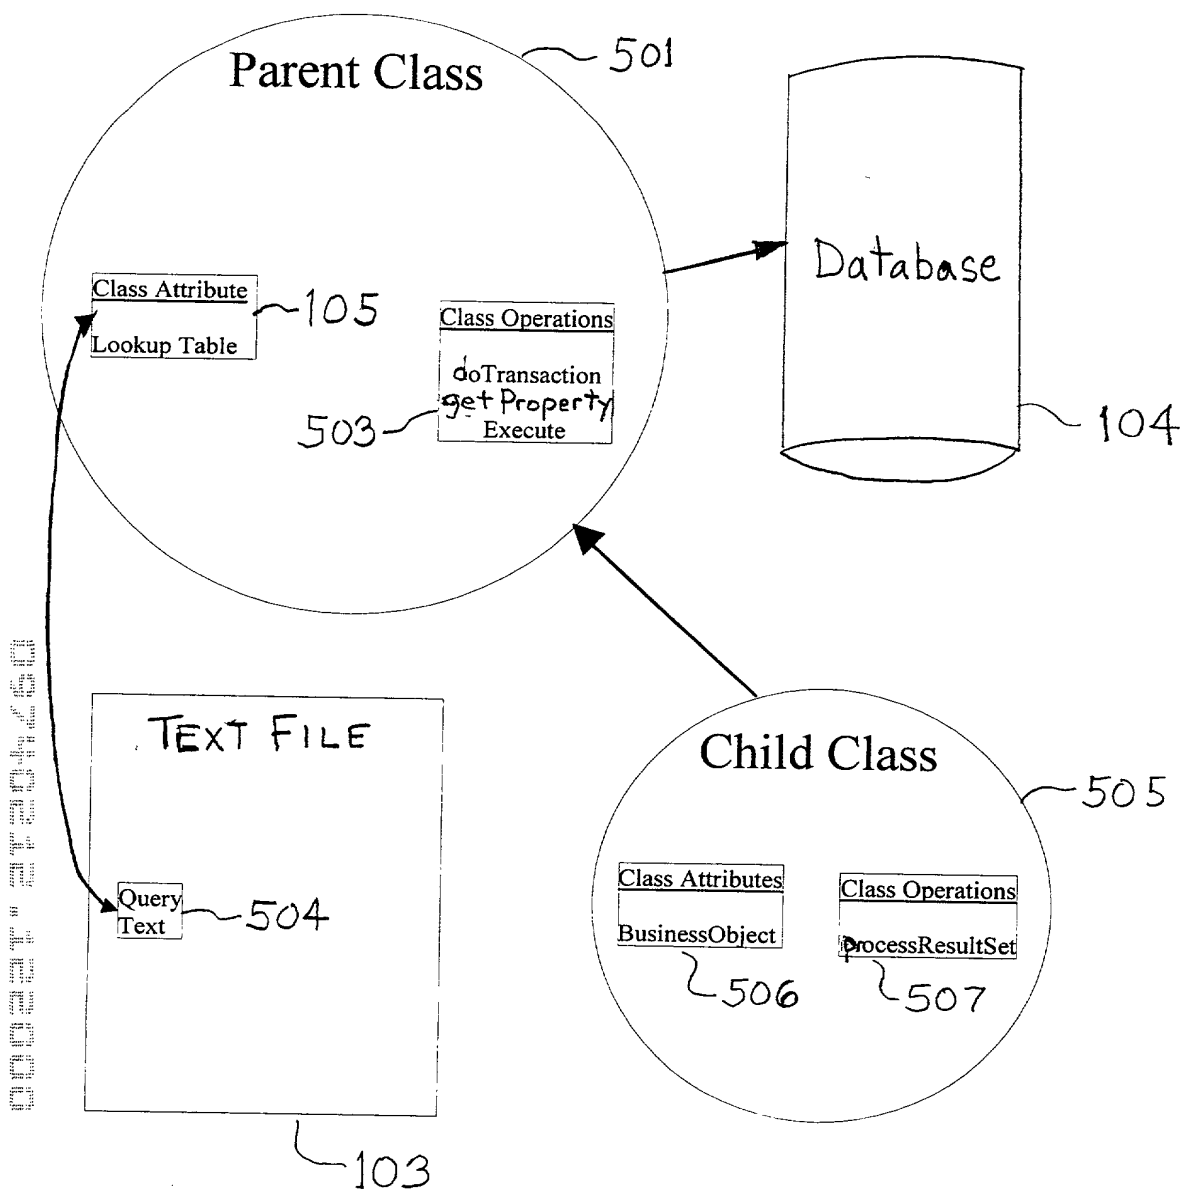 Parent Class
501
Class Attribute
Lookup Table
105
Class Operations
doTransaction
getProperty
Execute
503
Database
104
TEXT FILE
Query
Text
504
103
Child Class
505
Class Attributes
BusinessObject
506
Class Operations
processResultSet
507